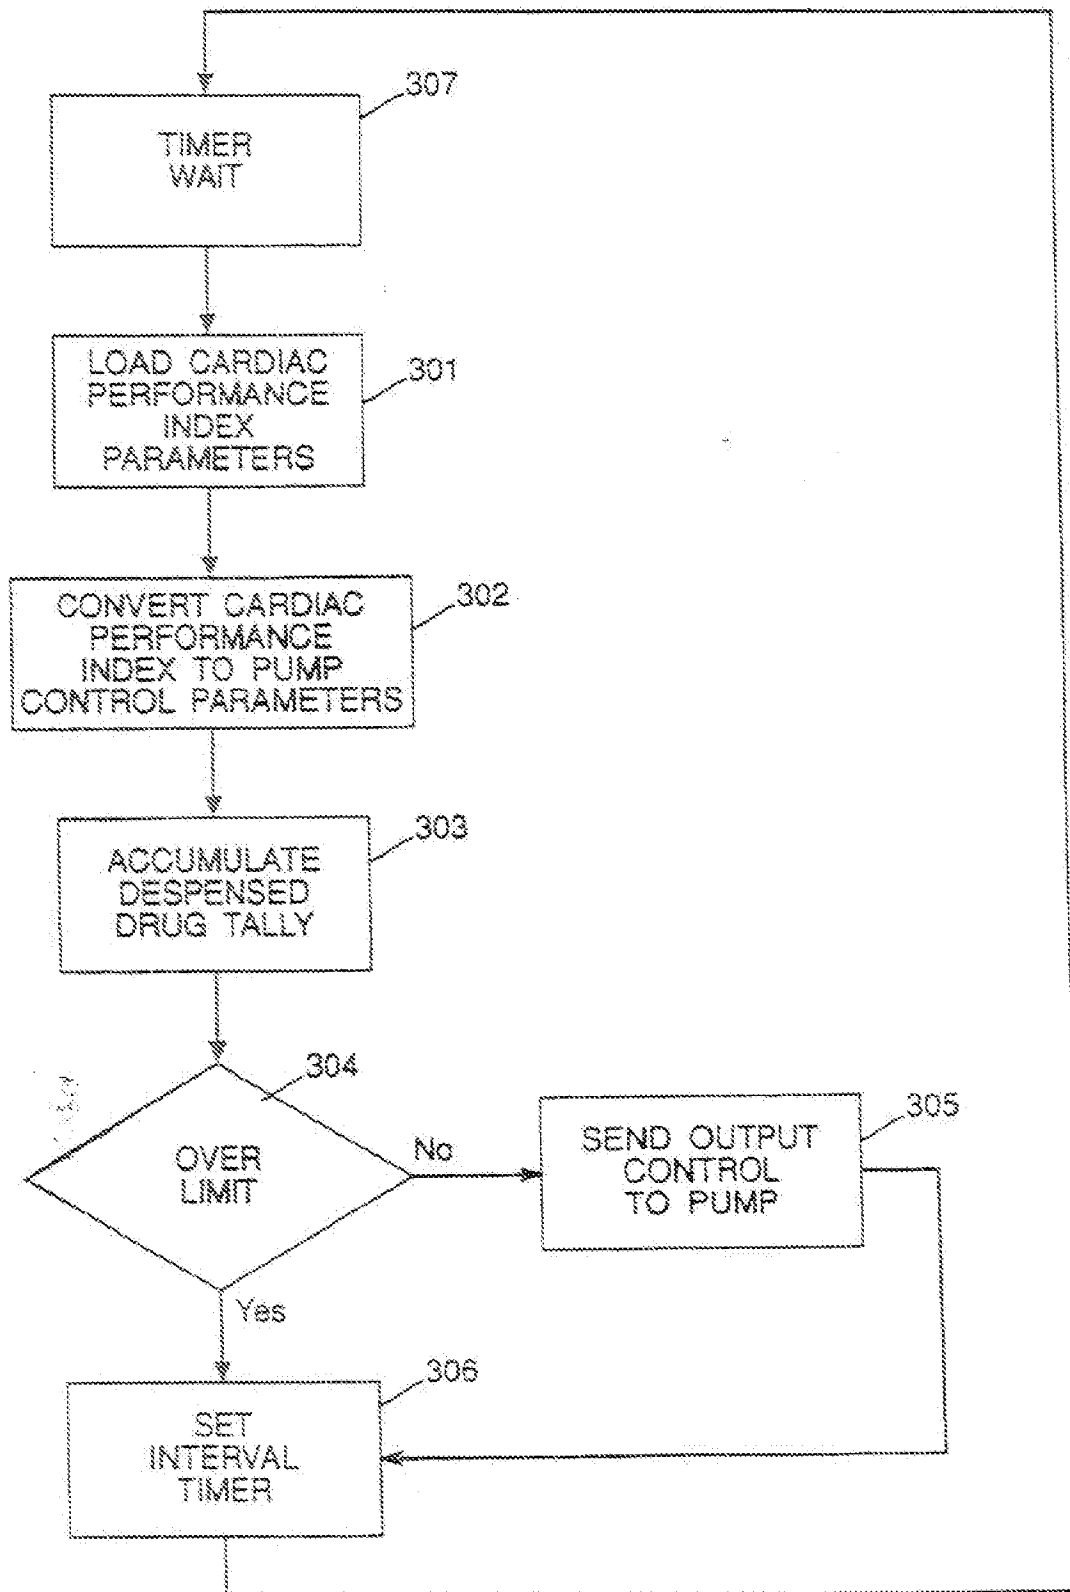 307
TIMER
WAIT
301
LOAD CARDIAC
PERFORMANCE
INDEX
PARAMETERS
302
CONVERT CARDIAC
PERFORMANCE
INDEX TO PUMP
CONTROL PARAMETERS
303
ACCUMULATE
DESPENSED
DRUG TALLY
304
OVER
LIMIT
No
305
SEND OUTPUT
CONTROL
TO PUMP
Yes
306
SET
INTERVAL
TIMER